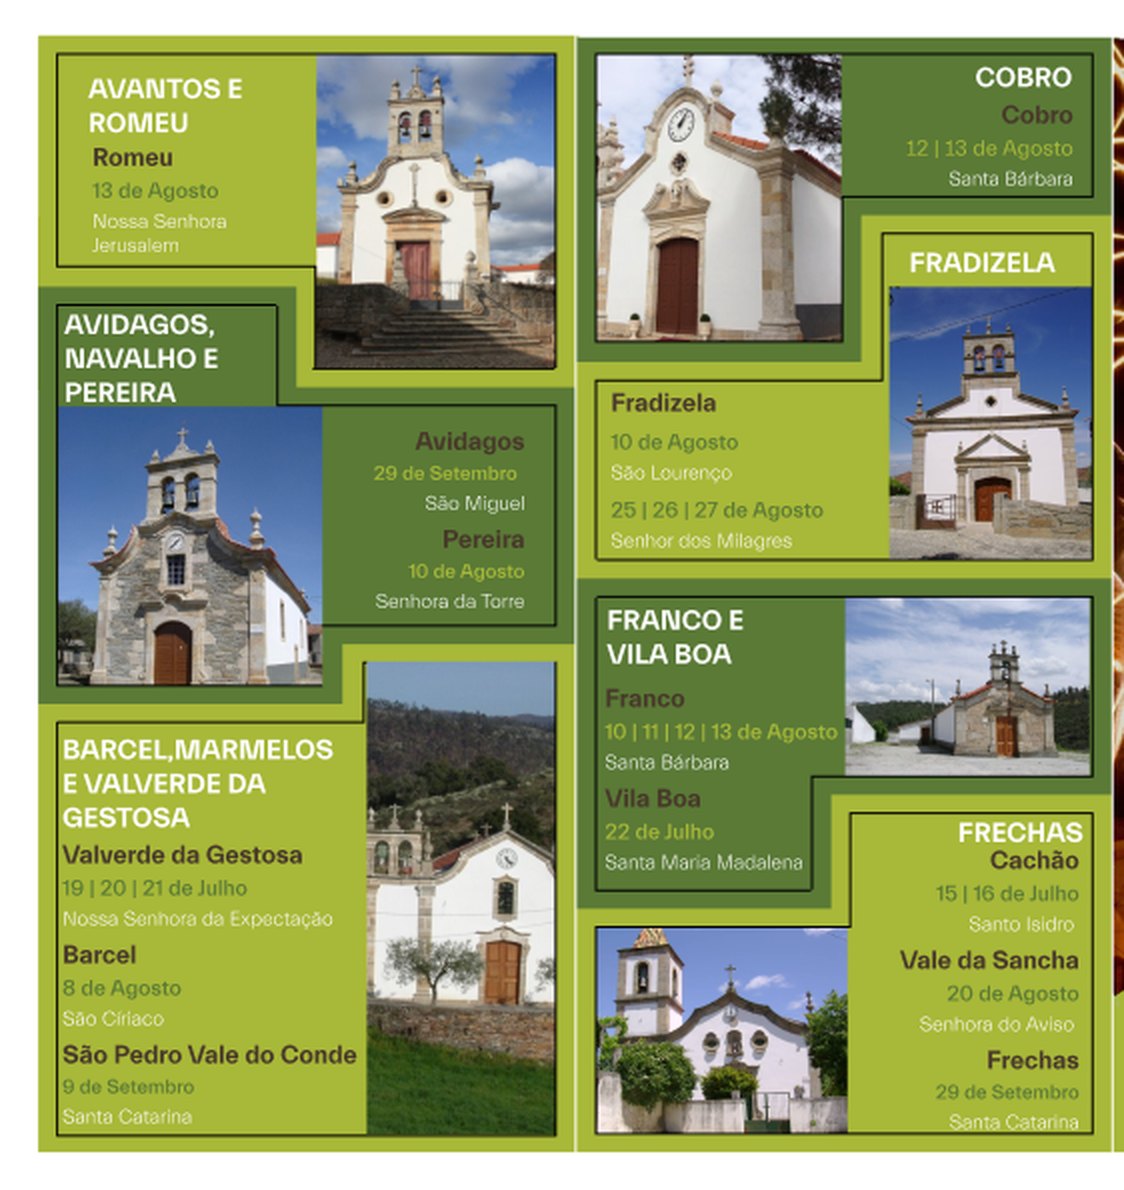 AVANTOS E
ROMEU
Romeu
13 de Agosto
Nossa Senhora
Jerusalem
AVIDAGOS,
NAVALHO E
PEREIRA
Avidagos
29 de Setembro
São Miguel
Pereira
10 de Agosto
Senhora da Torre
BARCEL,MARMELOS
E VALVERDE DA
GESTOSA
Valverde da Gestosa
19 | 20 | 21 de Julho
Nossa Senhora da Expectação
Barcel
8 de Agosto
São Círiaco
São Pedro Vale do Conde
9 de Setembro
Santa Catarina
COBRO
Cobro
12 | 13 de Agosto
Santa Bárbara
FRADIZELA
Fradizela
10 de Agosto
São Lourenço
25 | 26 | 27 de Agosto
Senhor dos Milagres
FRANCO E
VILA BOA
Franco
10 | 11 | 12 | 13 de Agosto
Santa Bárbara
Vila Boa
22 de Julho
Santa Maria Madalena
FRECHAS
Cachão
15 | 16 de Julho
Santo Isidro
Vale da Sancha
20 de Agosto
Senhora do Aviso
Frechas
29 de Setembro
Santa Catarina